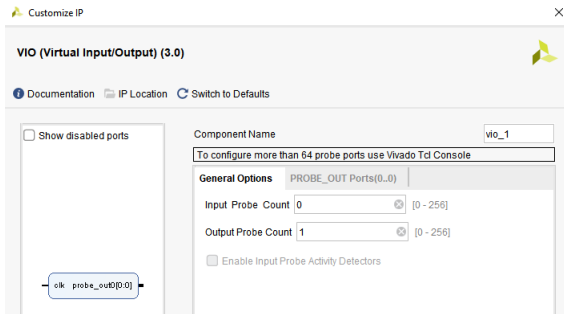 Customize IP
VIO (Virtual Input/Output) (3.0)
Documentation IP Location Switch to Defaults
Show disabled ports
Component Name vio_1
To configure more than 64 probe ports use Vivado Tcl Console
General Options PROBE_OUT Ports(0..0)
Input Probe Count 0 [0 - 256]
Output Probe Count 1 [0 - 256]
Enable Input Probe Activity Detectors
clk probe_out0[0:0]